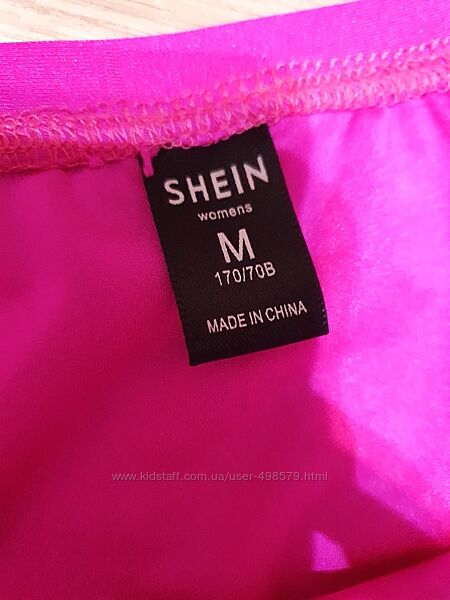 SHEIN
womens
M
170/70B
MADE IN CHINA
www.kidstaff.com.ua/user-498579.html